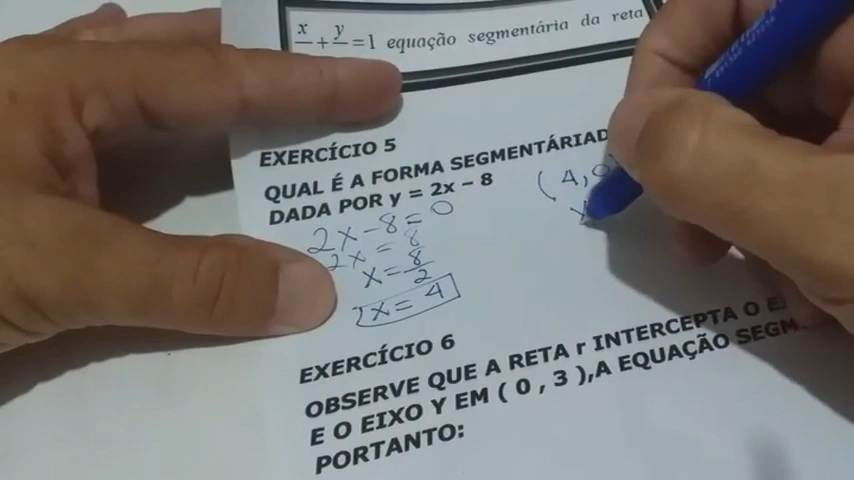 x/ + y/ = 1 equação segmentária da reta
EXERCÍCIO 5
QUAL É A FORMA SEGMENTÁRIA
DADA POR y = 2x – 8
2x - 8 = 0
2x = 8
x = 8/2
x = 4
(4,0
x
EXERCÍCIO 6
OBSERVE QUE A RETA r INTERCEPTA O
E O EIXO Y EM ( 0 , 3 ),A EQUAÇÃO
PORTANTO: